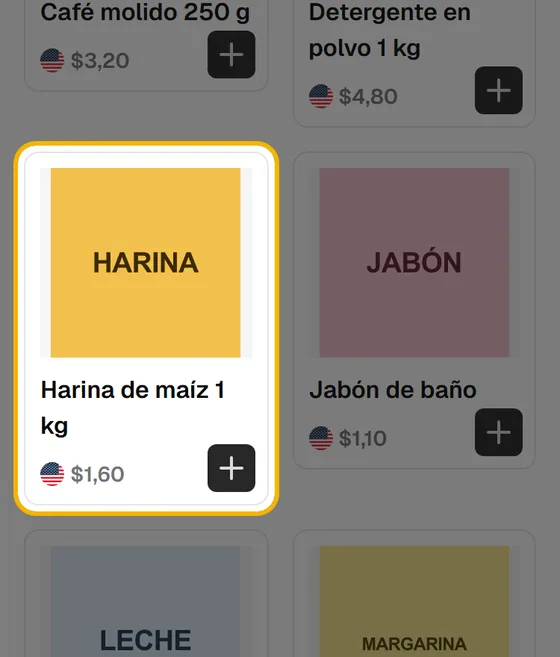 Café molido 250 g
$3,20
Detergente en
polvo 1 kg
$4,80
HARINA
Harina de maíz 1
kg
$1,60
JABÓN
Jabón de baño
$1,10
LECHE
MARGARINA